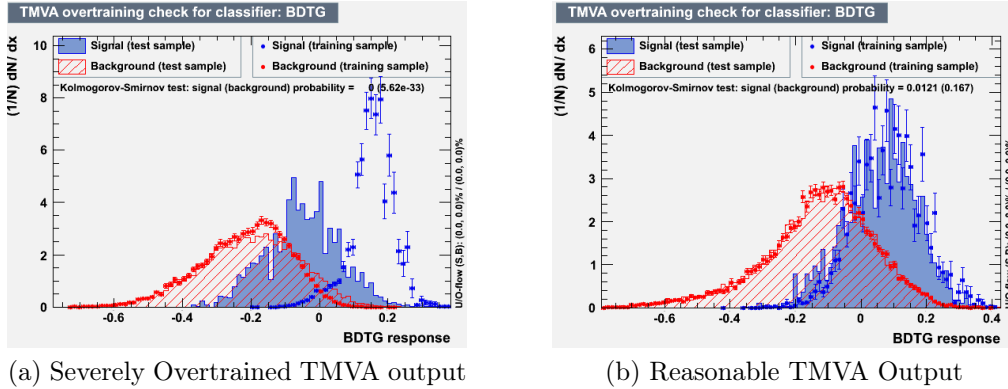 TMVA overtraining check for classifier: BDTG
(1/N) dN / dx
10
8
6
4
2
0
Signjal (test sample)
Background (test sample)
Signal (training sample)
Background (training sample)
Kolmogorov-Smirnov test: signal (background) probability = 0 (5.62e-33)
U/O-flow (S,B): (0.0, 0.0)% / (0.0, 0.0)%
-0.6 -0.4 -0.2 0 0.2
BDTG response
(a) Severely Overtrained TMVA output
TMVA overtraining check for classifier: BDTG
(1/N) dN / dx
6
5
4
3
2
1
0
Signal (test sample)
Background (test sample)
Signal (training sample)
Background (training sample)
Kolmogorov-Smirnov test: signal (background) probability = 0.0121 (0.167)
-0.6 -0.4 -0.2 0 0.2 0.4
BDTG response
(b) Reasonable TMVA Output